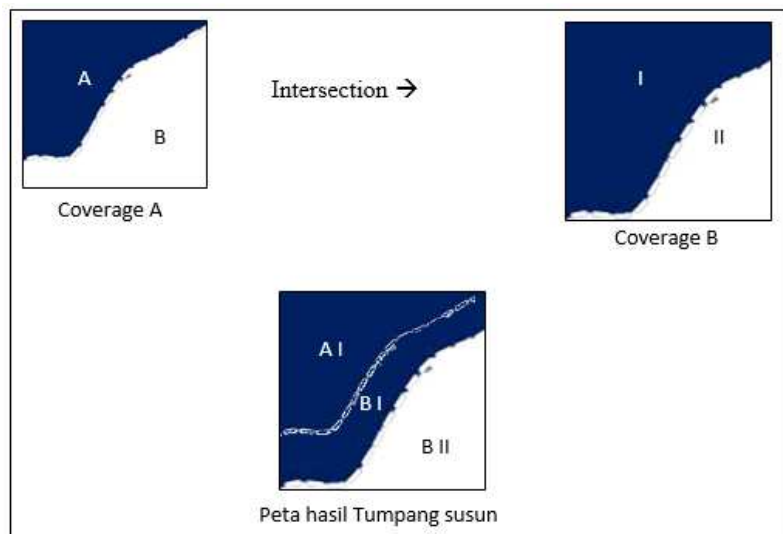 A
B
Coverage A
Intersection →
I
II
Coverage B
A I
B I
B II
Peta hasil Tumpang susun